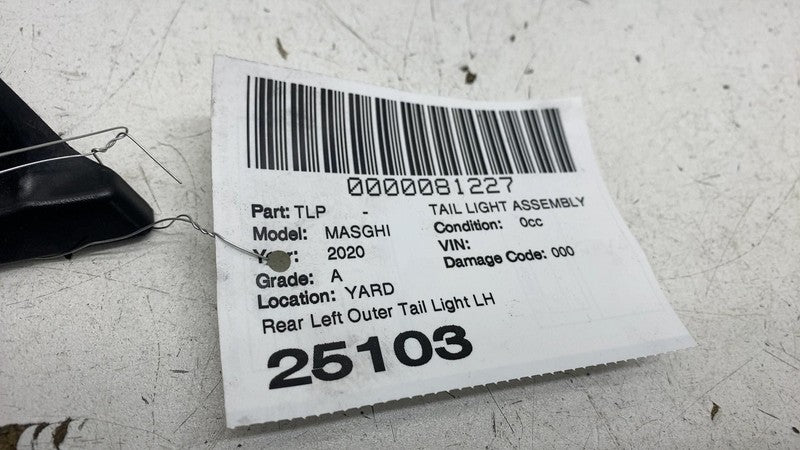 0000081227
Part: TLP - TAIL LIGHT ASSEMBLY
Model: MASGHI Condition: 0cc
Year: 2020 VIN:
Grade: A Damage Code: 000
Location: YARD
Rear Left Outer Tail Light LH
25103